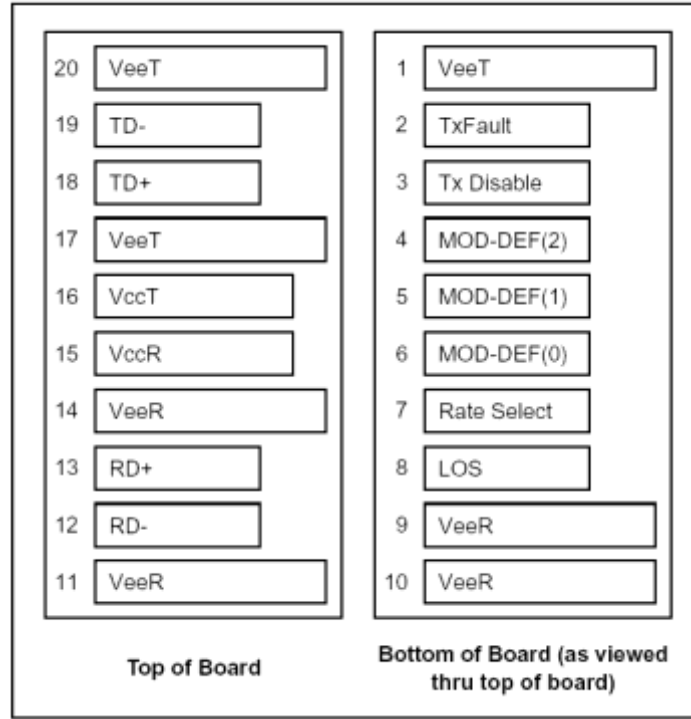 20 VeeT
19 TD-
18 TD+
17 VeeT
16 VccT
15 VccR
14 VeeR
13 RD+
12 RD-
11 VeeR
Top of Board
1 VeeT
2 TxFault
3 Tx Disable
4 MOD-DEF(2)
5 MOD-DEF(1)
6 MOD-DEF(0)
7 Rate Select
8 LOS
9 VeeR
10 VeeR
Bottom of Board (as viewed
thru top of board)